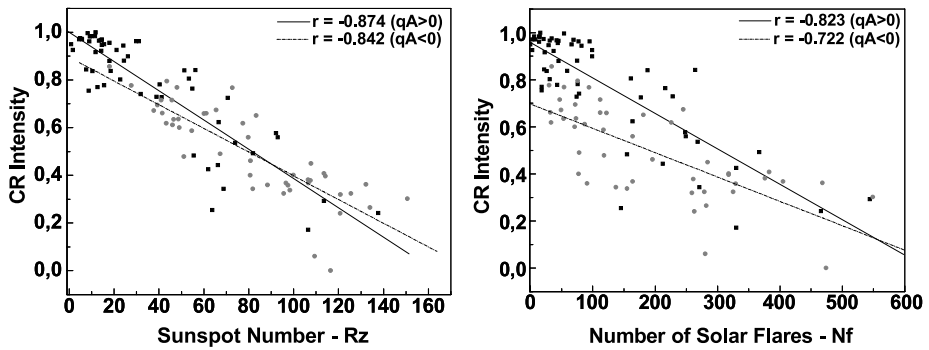 r = -0.874 (qA>0)
r = -0.842 (qA<0)
1,0
0,8
0,6
0,4
0,2
0,0
CR Intensity
0 20 40 60 80 100 120 140 160
Sunspot Number - Rz
r = -0.823 (qA>0)
r = -0.722 (qA<0)
1,0
0,8
0,6
0,4
0,2
0,0
CR Intensity
0 100 200 300 400 500 600
Number of Solar Flares - Nf